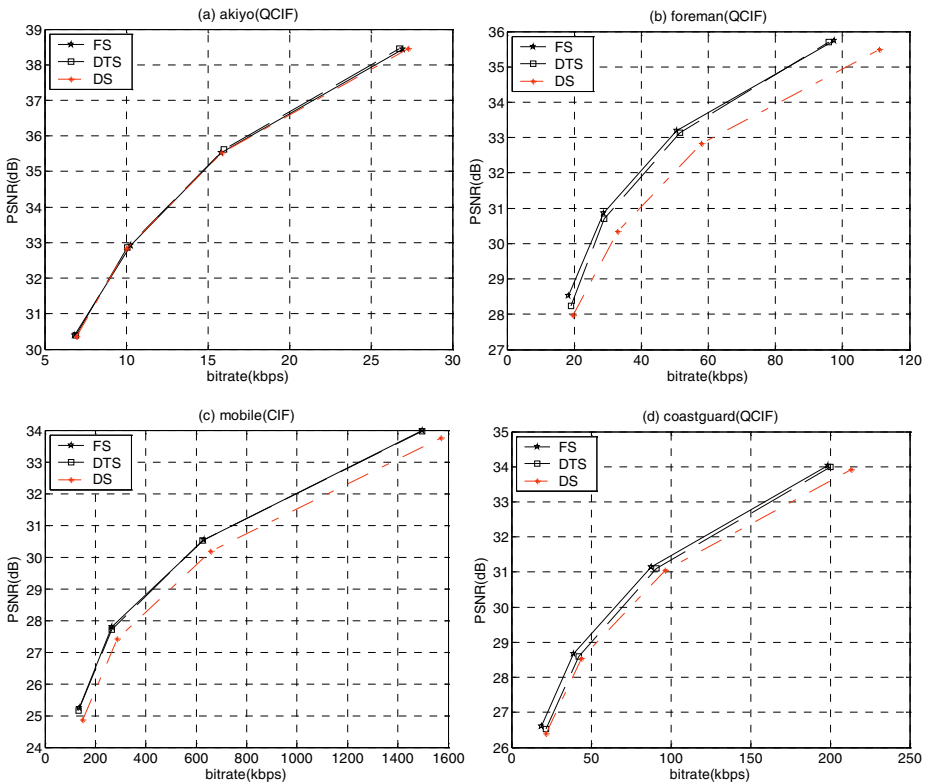 (a) akiyo(QCIF)
39
38
37
36
35
34
33
32
31
30
PSNR(dB)
FS
DTS
DS
5 10 15 20 25 30
bitrate(kbps)
(b) foreman(QCIF)
36
35
34
33
32
31
30
29
28
27
PSNR(dB)
FS
DTS
DS
0 20 40 60 80 100 120
bitrate(kbps)
(c) mobile(CIF)
34
33
32
31
30
29
28
27
26
25
24
PSNR(dB)
FS
DTS
DS
0 200 400 600 800 1000 1200 1400 1600
bitrate(kbps)
(d) coastguard(QCIF)
35
34
33
32
31
30
29
28
27
26
PSNR(dB)
FS
DTS
DS
0 50 100 150 200 250
bitrate(kbps)